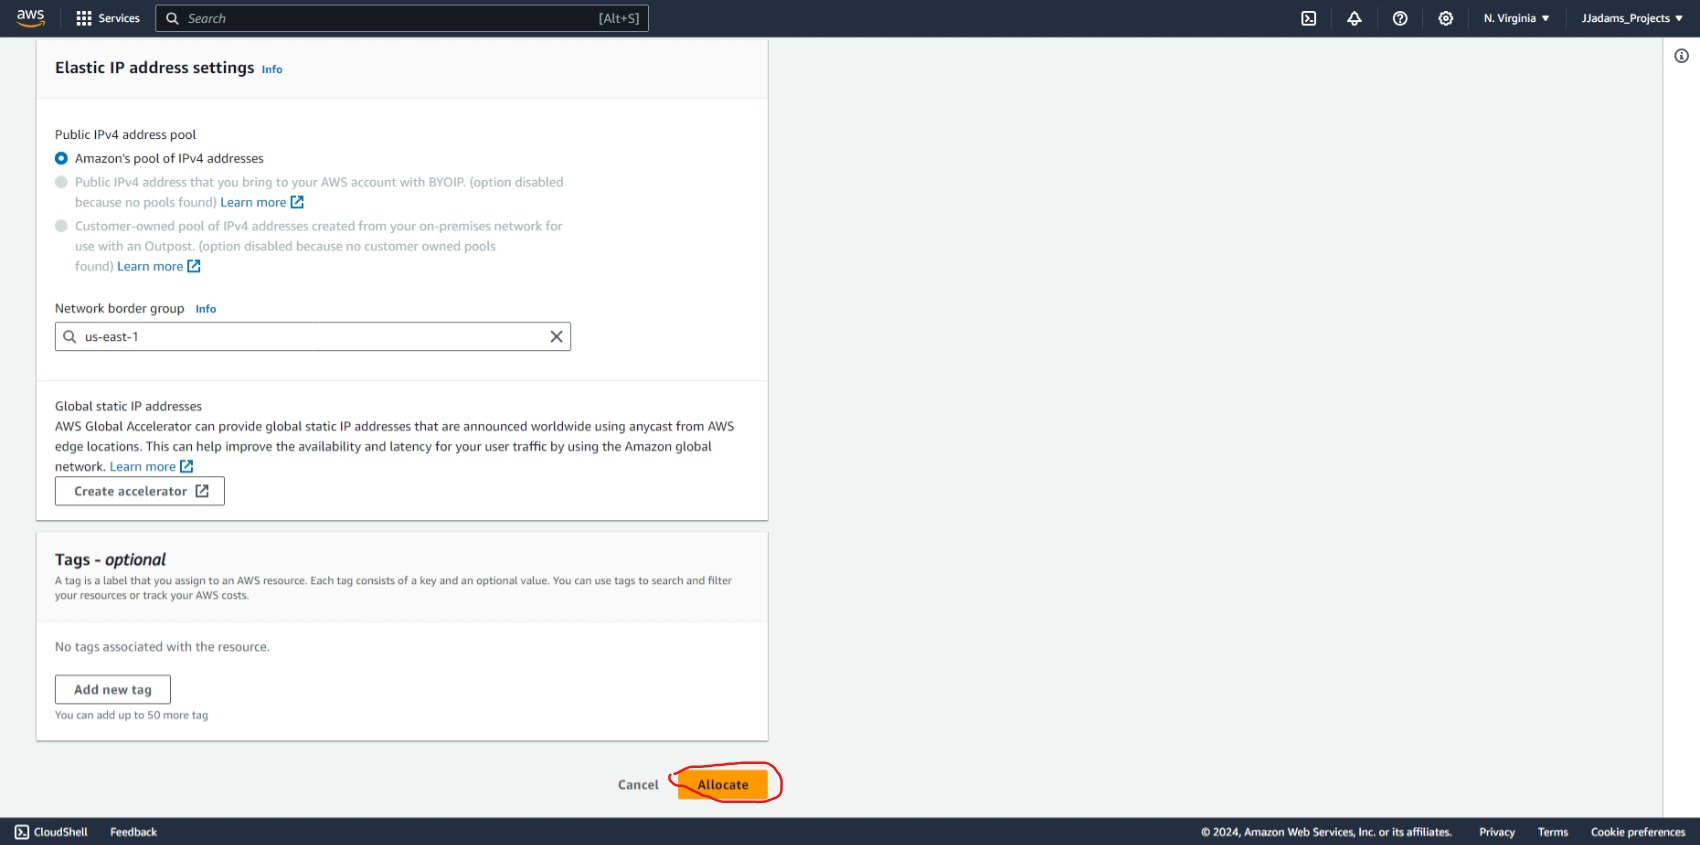 aws
Services
Search
[Alt+S]
N. Virginia
JJadams_Projects
Elastic IP address settings Info
Public IPv4 address pool
Amazon's pool of IPv4 addresses
Public IPv4 address that you bring to your AWS account with BYOIP. (option disabled
because no pools found) Learn more
Customer-owned pool of IPv4 addresses created from your on-premises network for
use with an Outpost. (option disabled because no customer owned pools
found) Learn more
Network border group Info
us-east-1
Global static IP addresses
AWS Global Accelerator can provide global static IP addresses that are announced worldwide using anycast from AWS
edge locations. This can help improve the availability and latency for your user traffic by using the Amazon global
network. Learn more
Create accelerator
Tags - optional
A tag is a label that you assign to an AWS resource. Each tag consists of a key and an optional value. You can use tags to search and filter
your resources or track your AWS costs.
No tags associated with the resource.
Add new tag
You can add up to 50 more tag
Cancel
Allocate
CloudShell
Feedback
© 2024, Amazon Web Services, Inc. or its affiliates.
Privacy
Terms
Cookie preferences